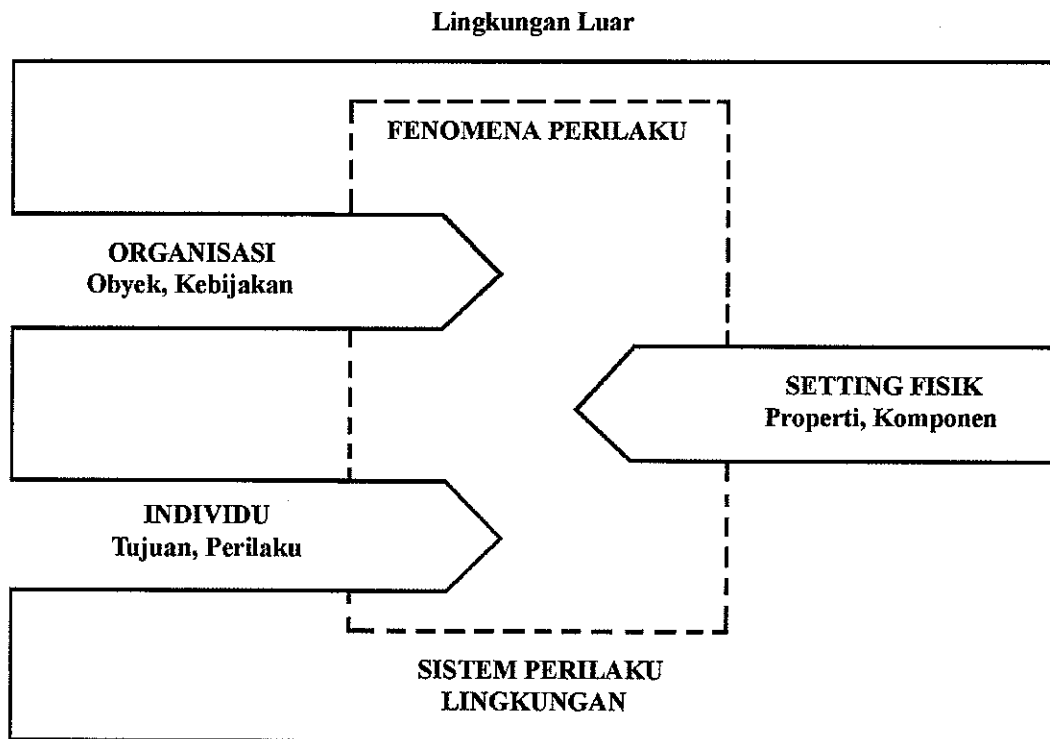 Lingkungan Luar
FENOMENA PERILAKU
ORGANISASI
Obyek, Kebijakan
SETTING FISIK
Properti, Komponen
INDIVIDU
Tujuan, Perilaku
SISTEM PERILAKU
LINGKUNGAN